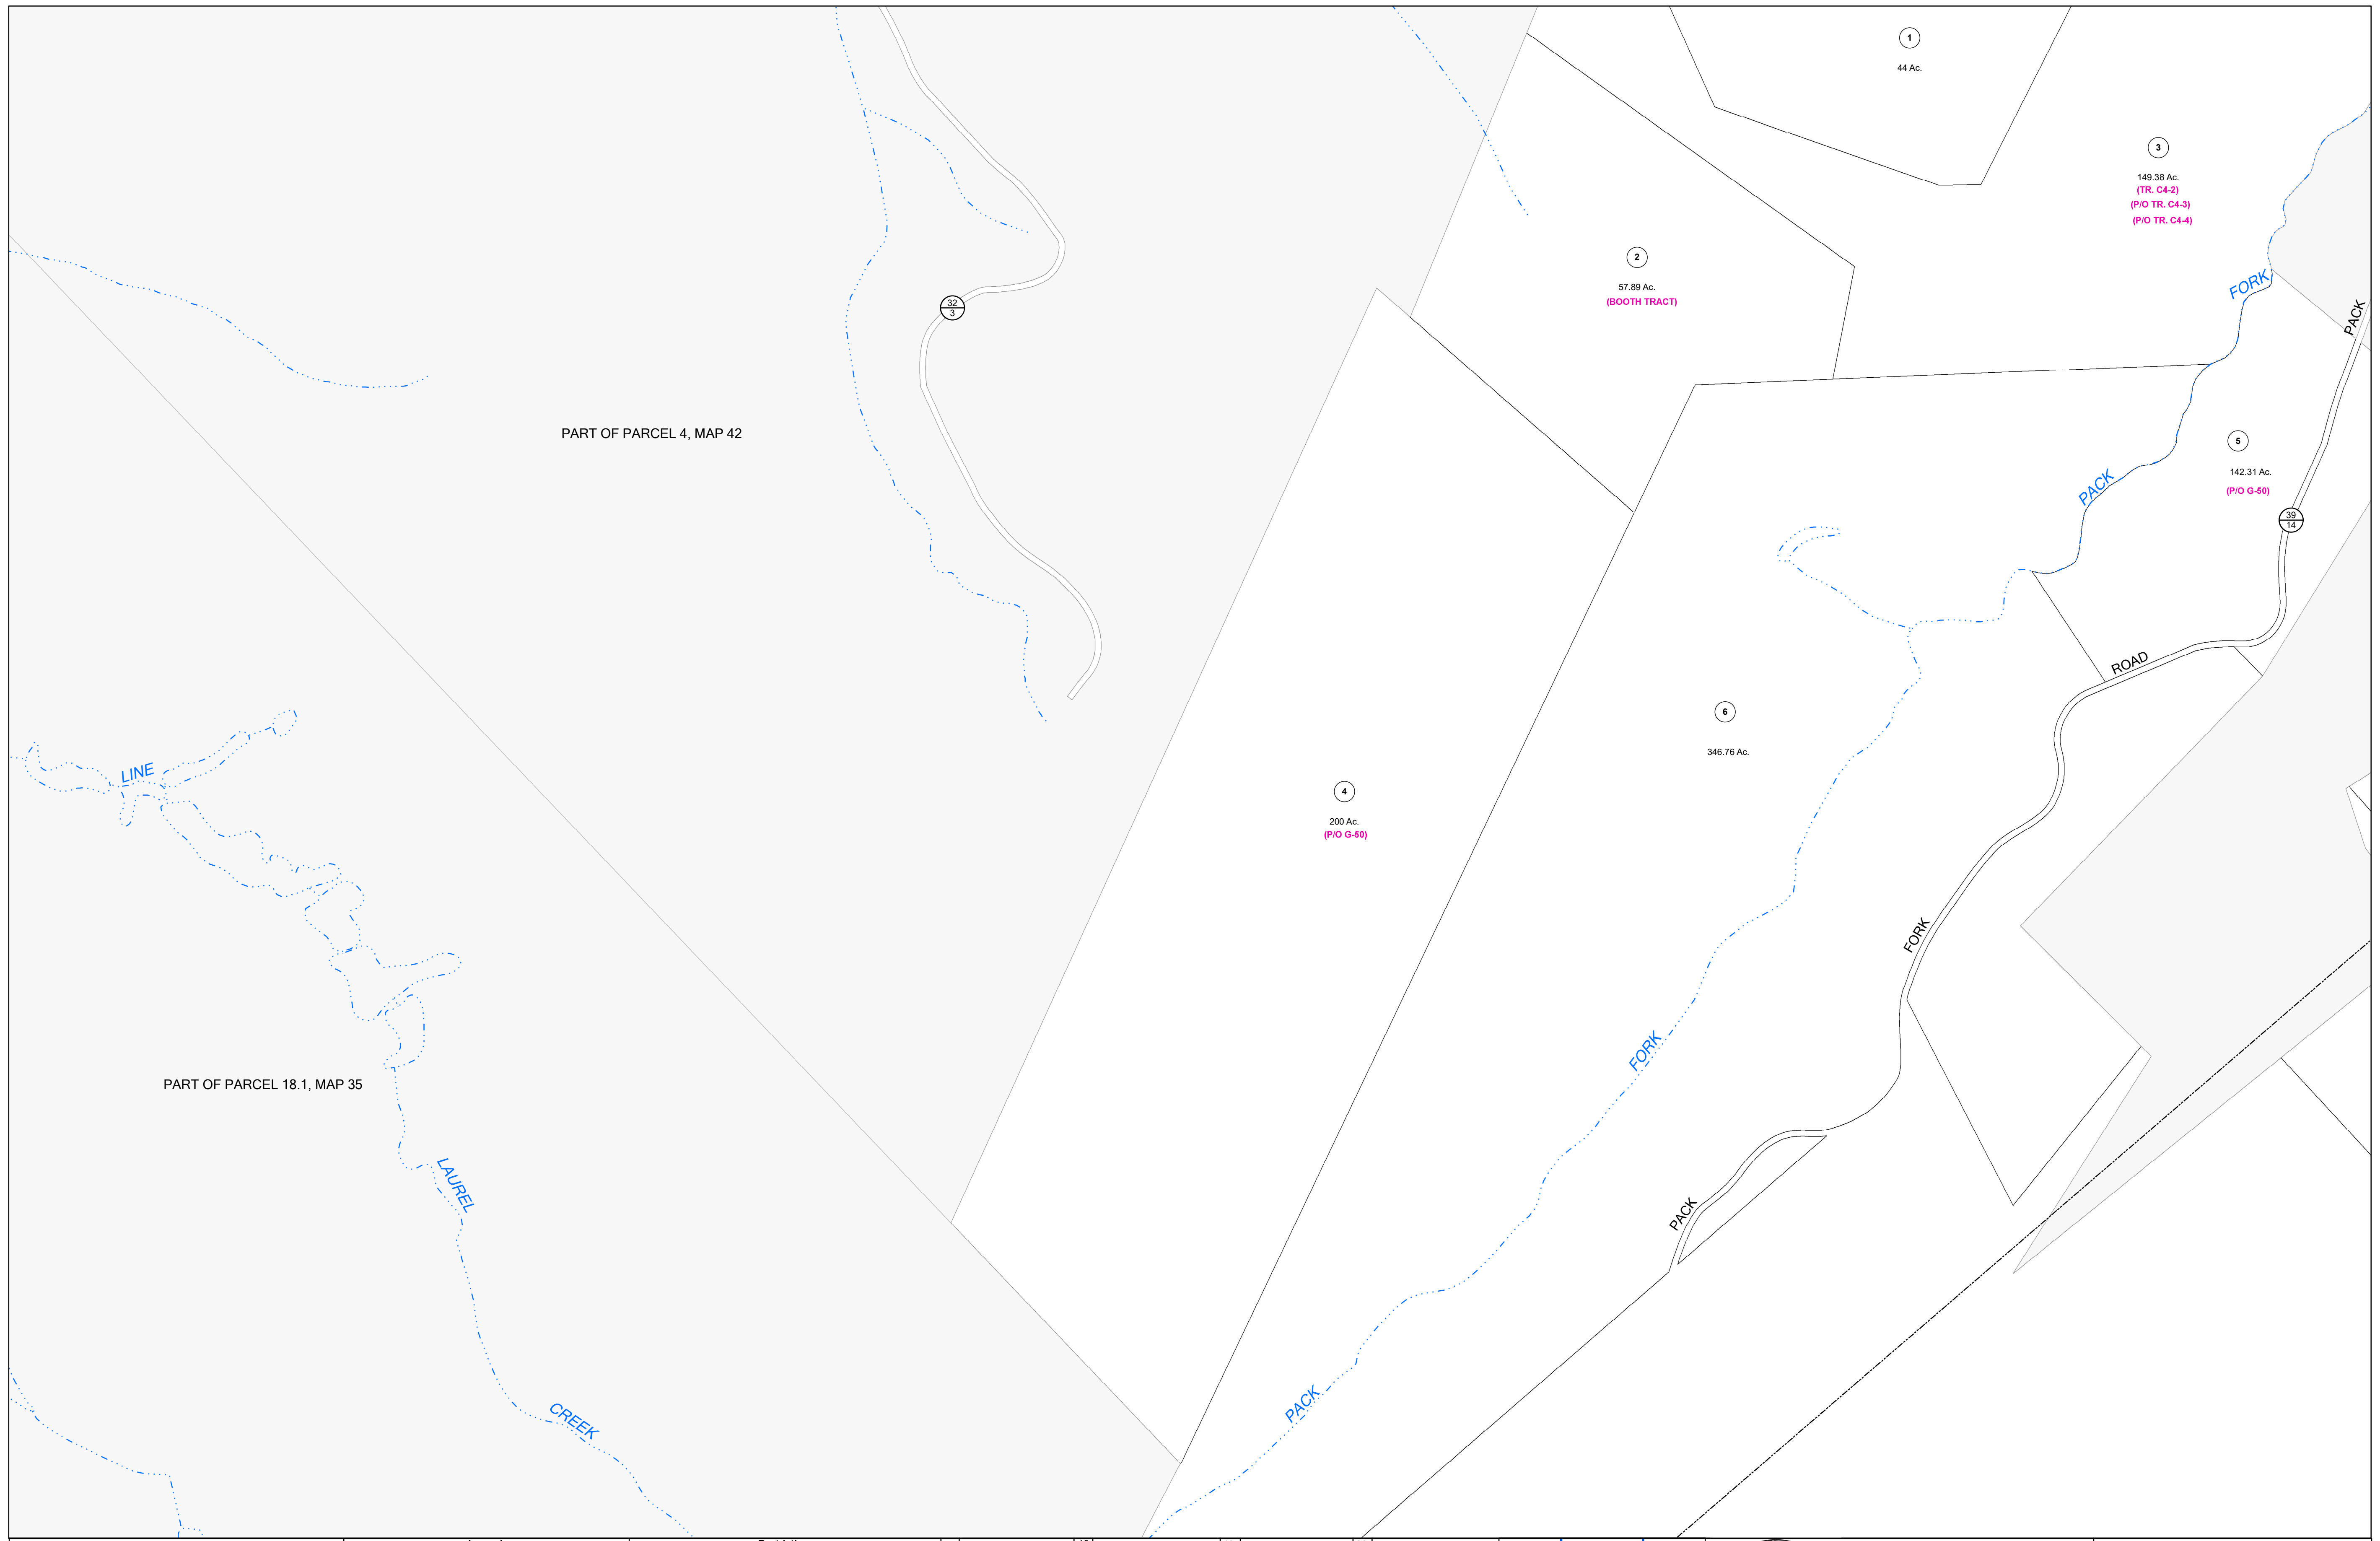 1
44 Ac.
3
149.38 Ac.
(TR. C4-2)
(P/O TR. C4-3)
(P/O TR. C4-4)
2
57.89 Ac.
(BOOTH TRACT)
FORK
PACK
32
3
PART OF PARCEL 4, MAP 42
5
142.31 Ac.
(P/O G-50)
PACK
39
14
ROAD
6
346.76 Ac.
LINE
4
200 Ac.
(P/O G-50)
FORK
FORK
PART OF PARCEL 18.1, MAP 35
LAUREL
PACK
PACK
CREEK